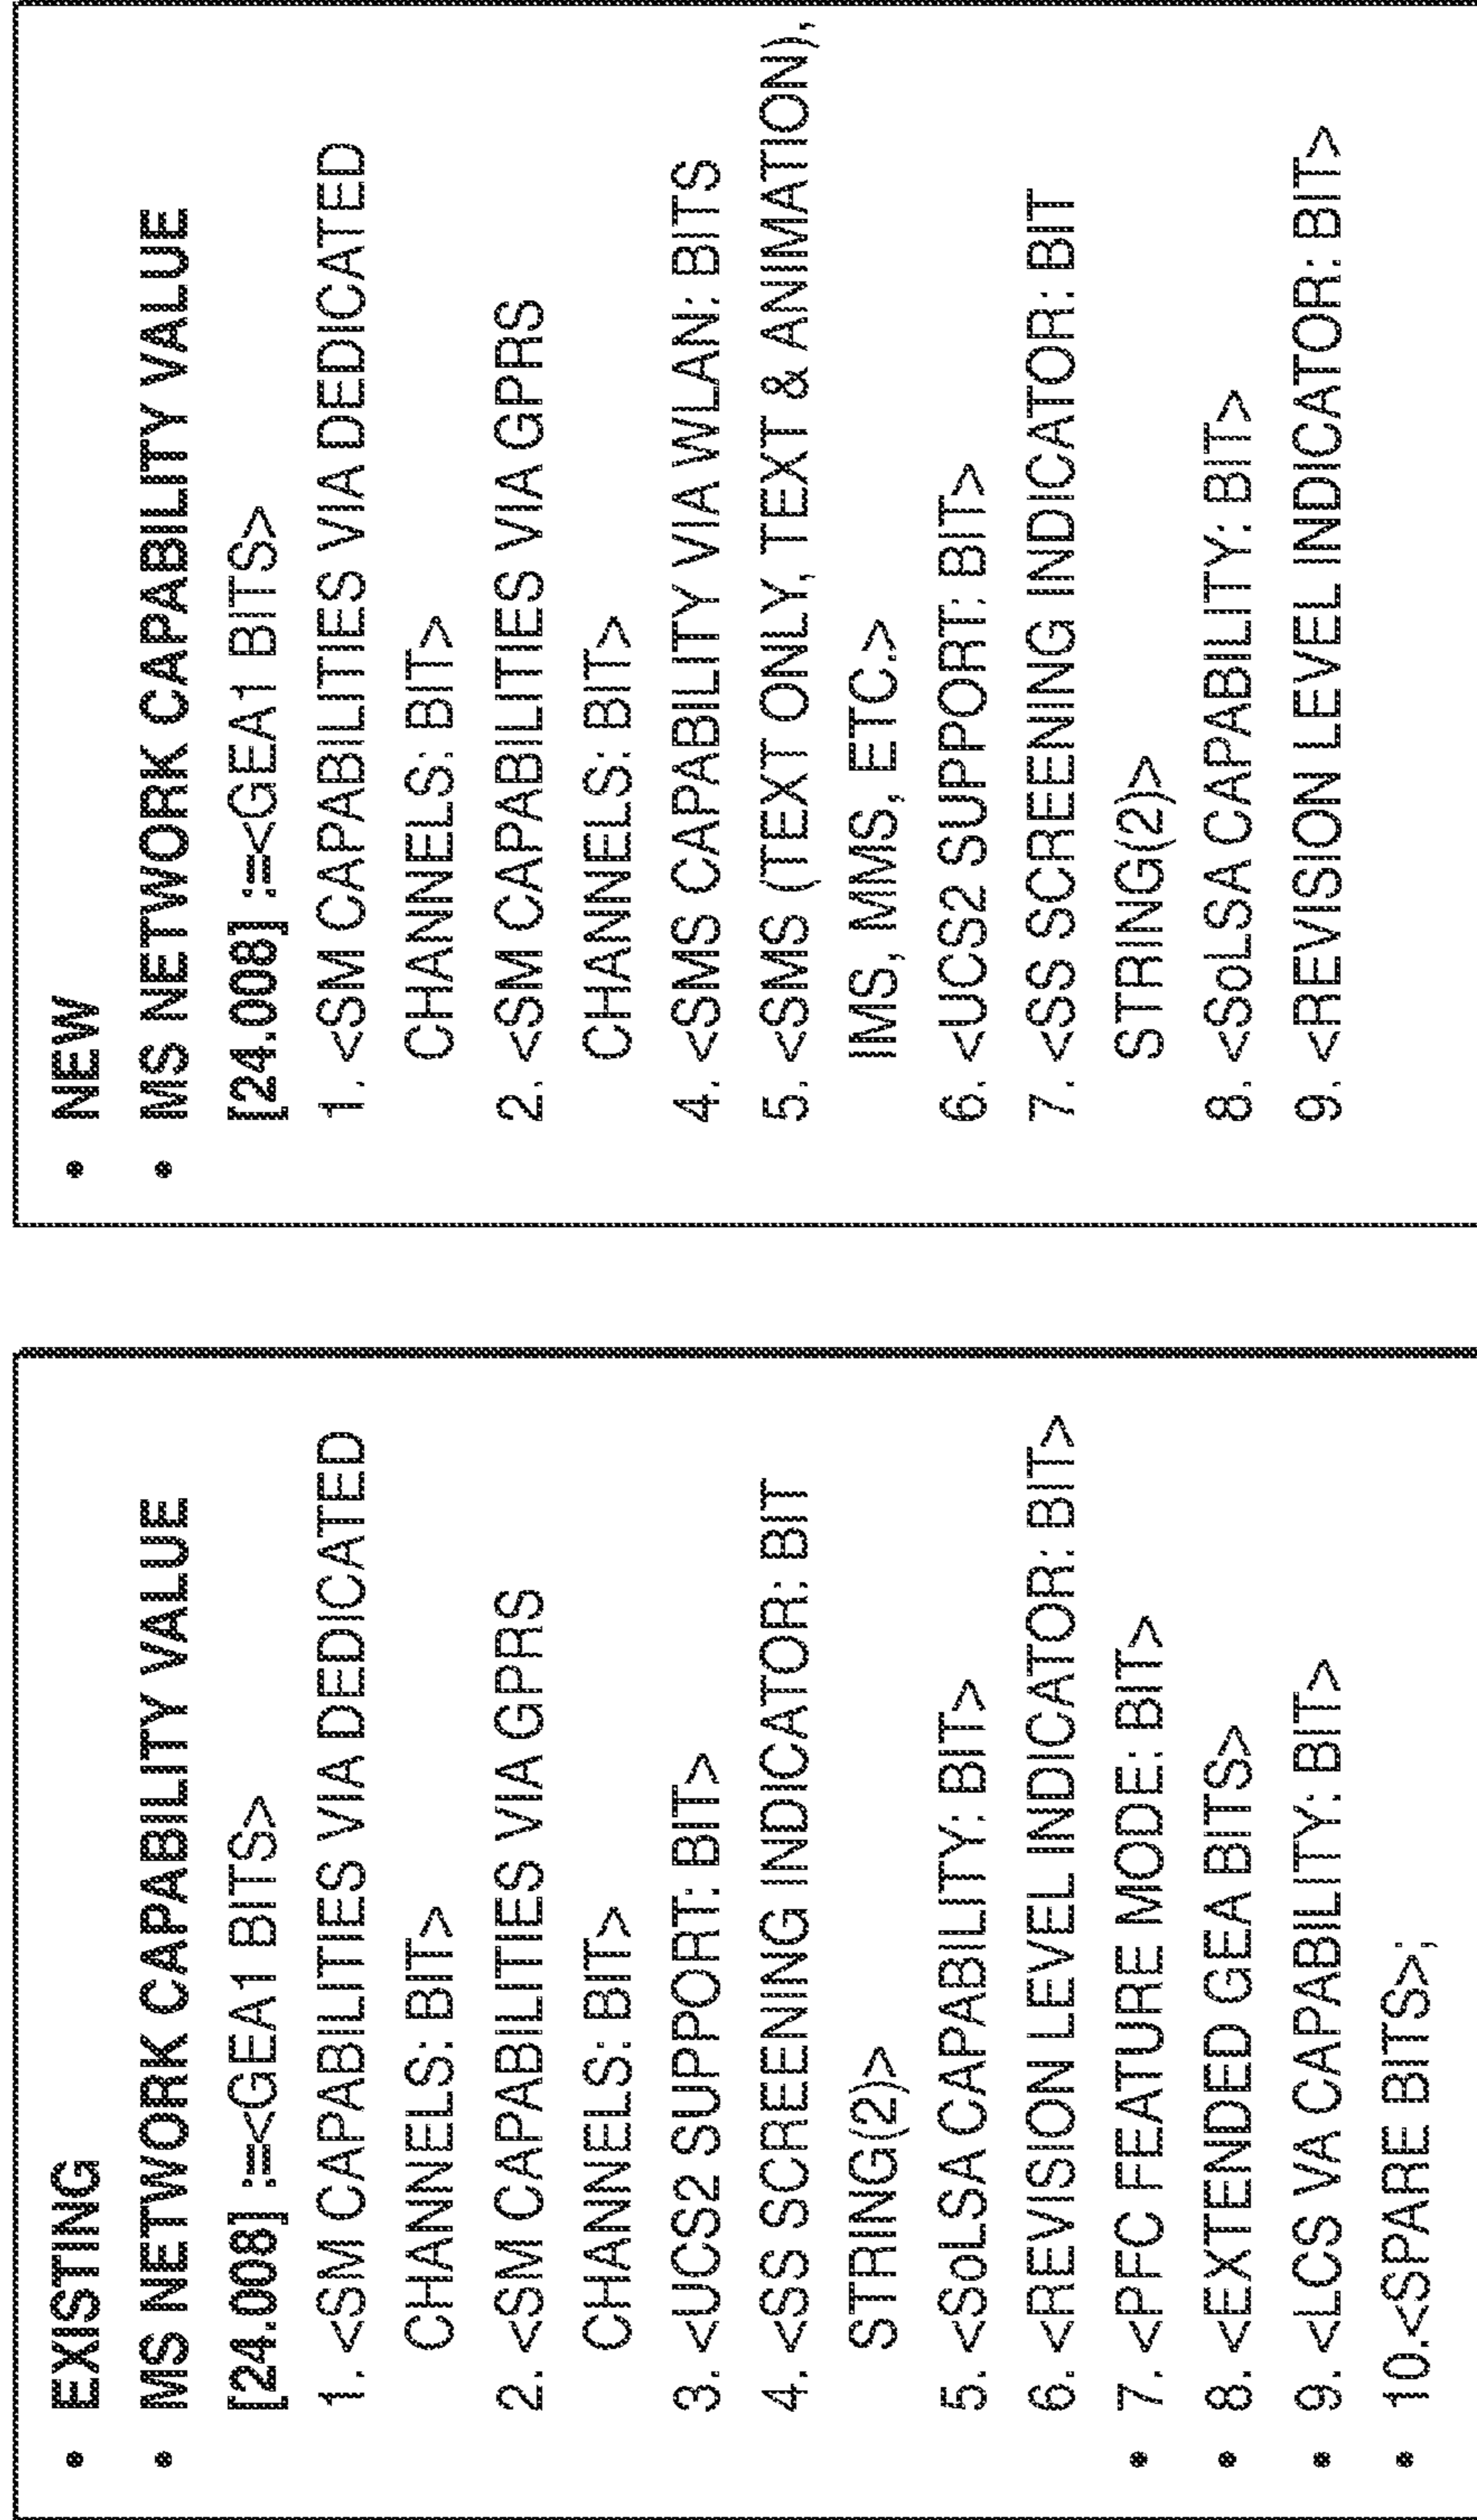 • EXISTING
• MS NETWORK CAPABILITY VALUE
[24.008] :=<GEA1 BITS>
1. <SM CAPABILITIES VIA DEDICATED
CHANNELS: BIT>
2. <SM CAPABILITIES VIA GPRS
CHANNELS: BIT>
3. <UCS2 SUPPORT: BIT>
4. <SS SCREENING INDICATOR: BIT
STRING(2)>
5. <SoLSA CAPABILITY: BIT>
6. <REVISION LEVEL INDICATOR: BIT>
• 7. <PFC FEATURE MODE: BIT>
• 8. <EXTENDED GEA BITS>
• 9. <LCS VA CAPABILITY: BIT>
• 10.<SPARE BITS>;
• NEW
• MS NETWORK CAPABILITY VALUE
[24.008] :=<GEA1 BITS>
1. <SM CAPABILITIES VIA DEDICATED
CHANNELS: BIT>
2. <SM CAPABILITIES VIA GPRS
CHANNELS: BIT>
4. <SMS CAPABILITY VIA WLAN: BITS
5. <SMS (TEXT ONLY, TEXT & ANIMATION),
IMS, MMS, ETC.>
6. <UCS2 SUPPORT: BIT>
7. <SS SCREENING INDICATOR: BIT
STRING(2)>
8. <SoLSA CAPABILITY: BIT>
9. <REVISION LEVEL INDICATOR: BIT>